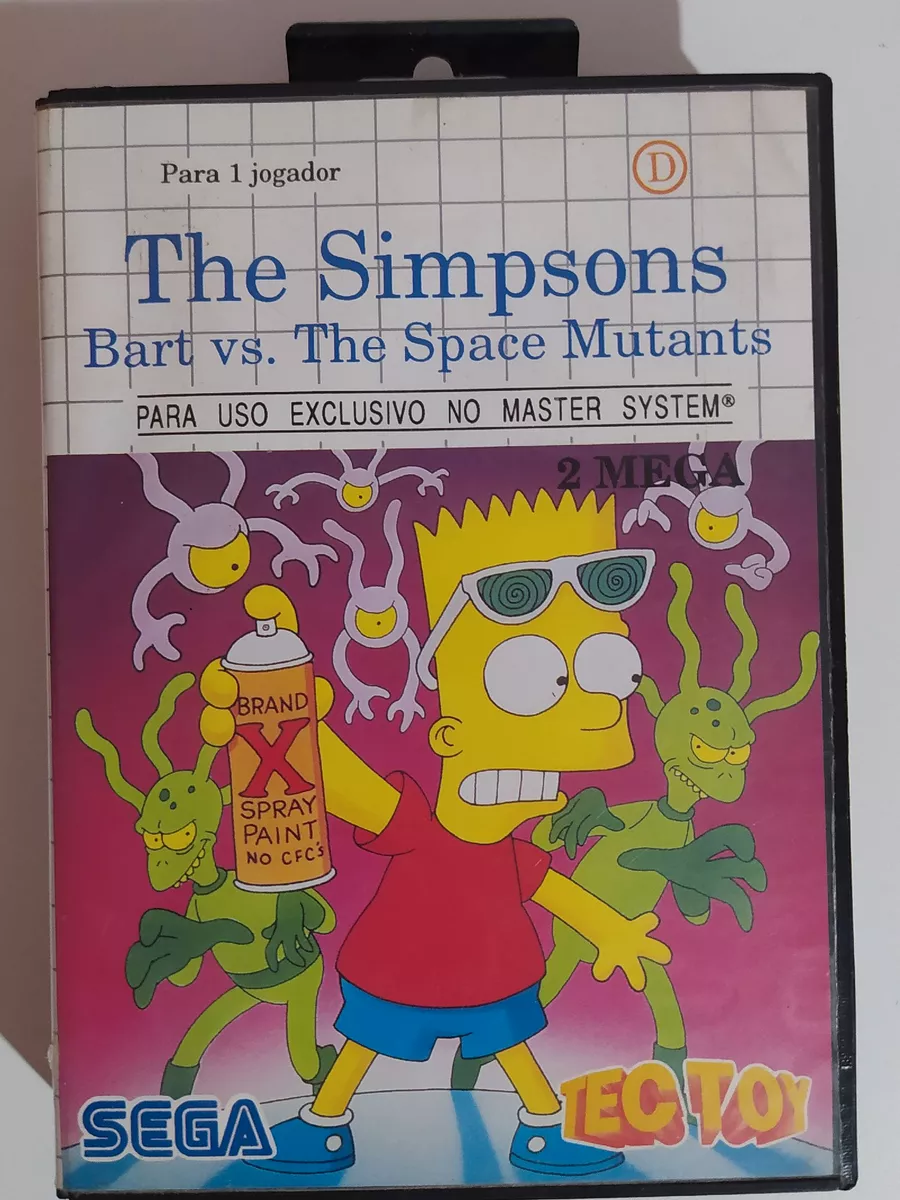 Para 1 jogador
D
The Simpsons
Bart vs. The Space Mutants
PARA USO EXCLUSIVO NO MASTER SYSTEM®
2 MEGA
BRAND
X
SPRAY
PAINT
NO CFC'S
SEGA
TEC TOY